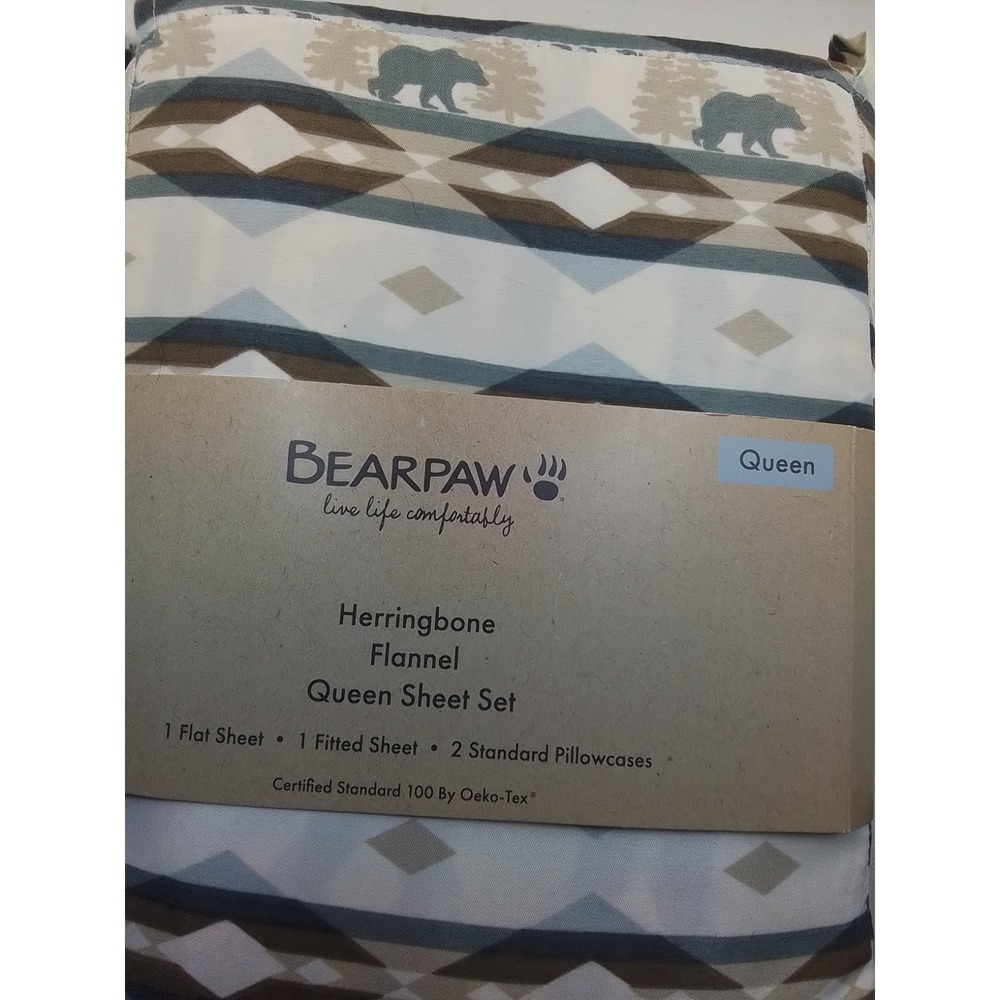 BEARPAW
Queen
live life comfortably
Herringbone
Flannel
Queen Sheet Set
1 Flat Sheet • 1 Fitted Sheet • 2 Standard Pillowcases
Certified Standard 100 By Oeko-Tex®